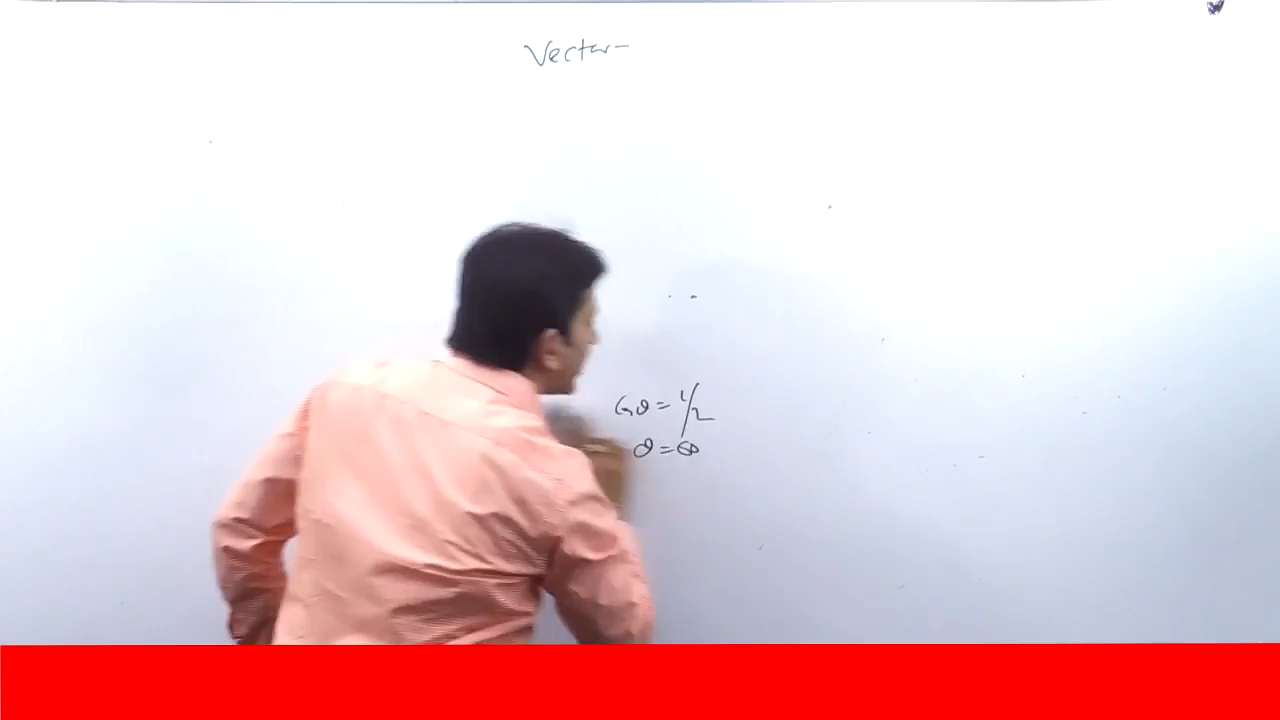 Vector-
Cosθ = 1/2
θ = 60